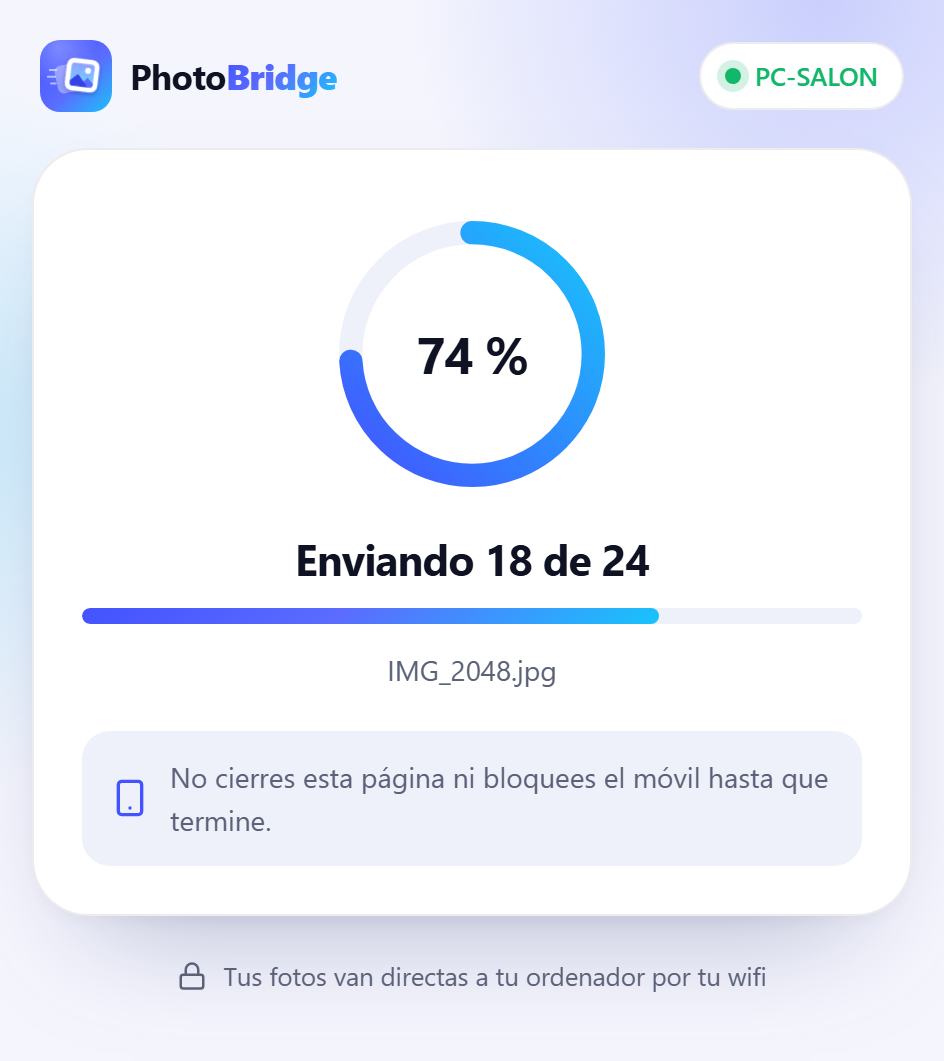 PhotoBridge
PC-SALON
74 %
Enviando 18 de 24
IMG_2048.jpg
No cierres esta página ni bloquees el móvil hasta que
termine.
Tus fotos van directas a tu ordenador por tu wifi